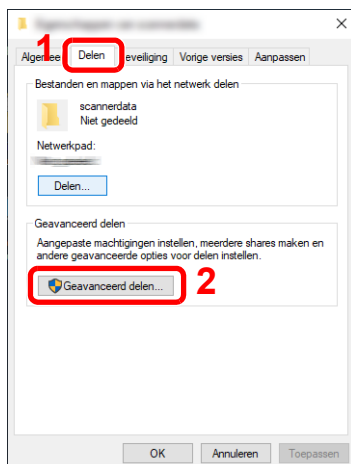 1
Delen
Vorige versies
Aanpassen
Bestanden en mappen via het netwerk delen
scannerdata
Niet gedeeld
Netwerkpad:
Delen...
Geavanceerd delen
Aangepaste machtigingen instellen, meerdere shares maken en
andere geavanceerde opties voor delen instellen.
Geavanceerd delen...
2
OK
Annuleren
Toepassen